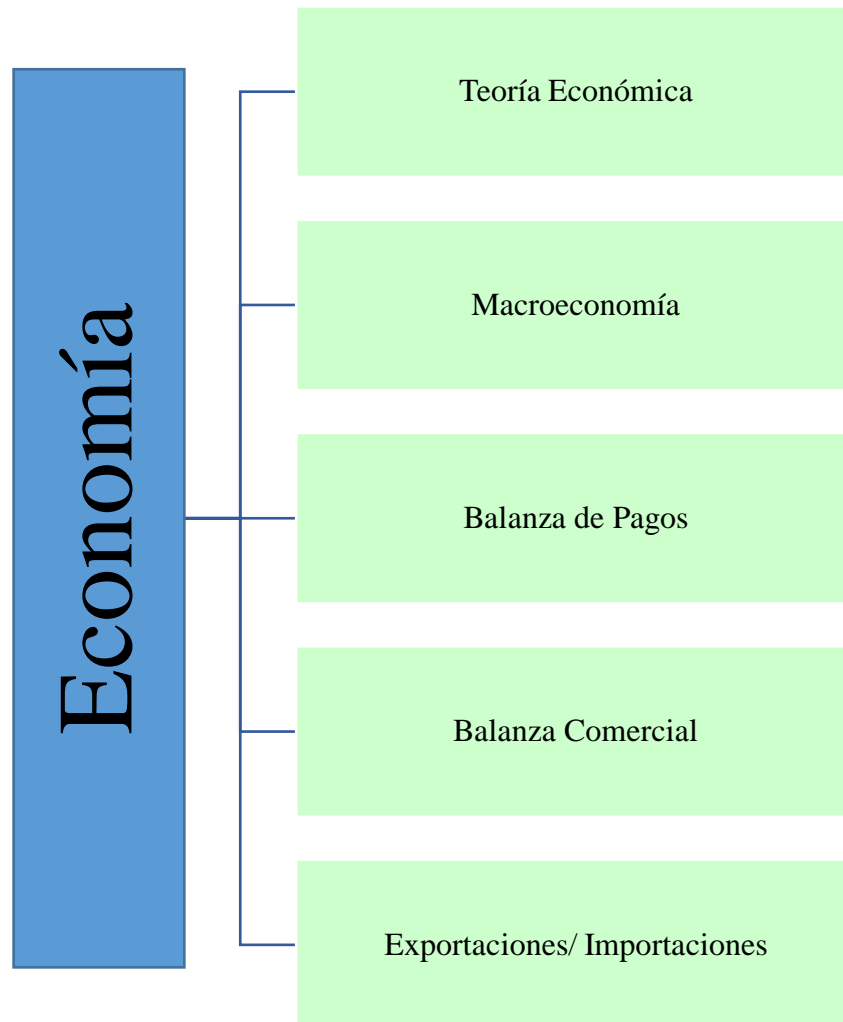 Economía
Teoría Económica
Macroeconomía
Balanza de Pagos
Balanza Comercial
Exportaciones/ Importaciones